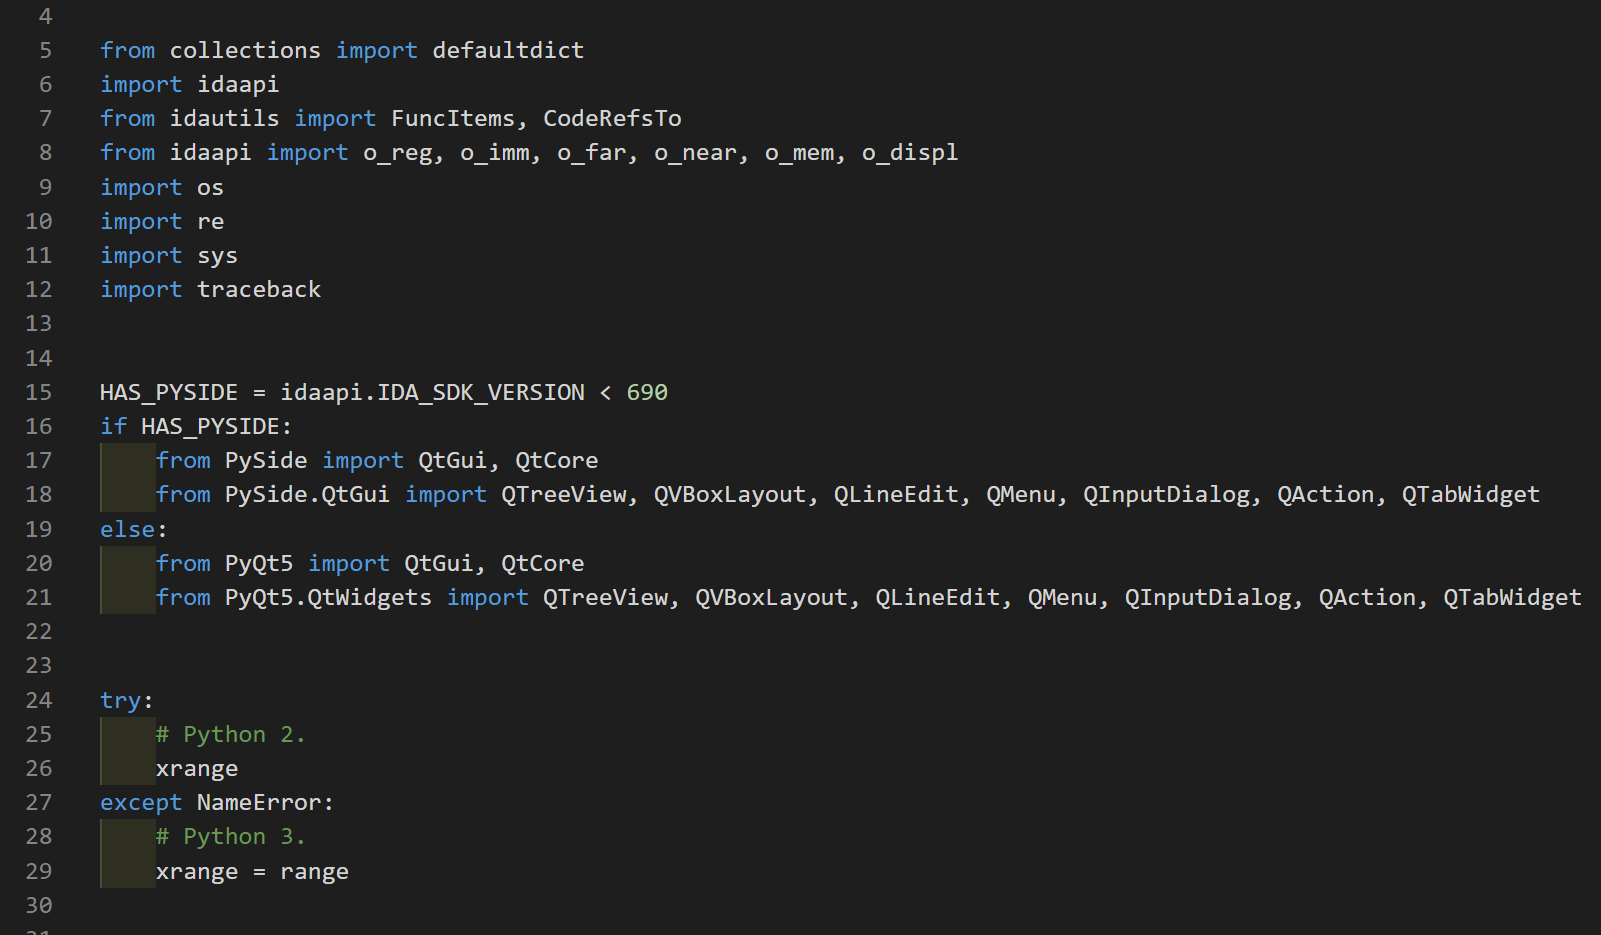 4
5 from collections import defaultdict
6 import idaapi
7 from idautils import FuncItems, CodeRefsTo
8 from idaapi import o_reg, o_imm, o_far, o_near, o_mem, o_displ
9 import os
10 import re
11 import sys
12 import traceback
13
14
15 HAS_PYSIDE = idaapi.IDA_SDK_VERSION < 690
16 if HAS_PYSIDE:
17     from PySide import QtGui, QtCore
18     from PySide.QtGui import QTreeView, QVBoxLayout, QLineEdit, QMenu, QInputDialog, QAction, QTabWidget
19 else:
20     from PyQt5 import QtGui, QtCore
21     from PyQt5.QtWidgets import QTreeView, QVBoxLayout, QLineEdit, QMenu, QInputDialog, QAction, QTabWidget
22
23
24 try:
25     # Python 2.
26     xrange
27 except NameError:
28     # Python 3.
29     xrange = range
30